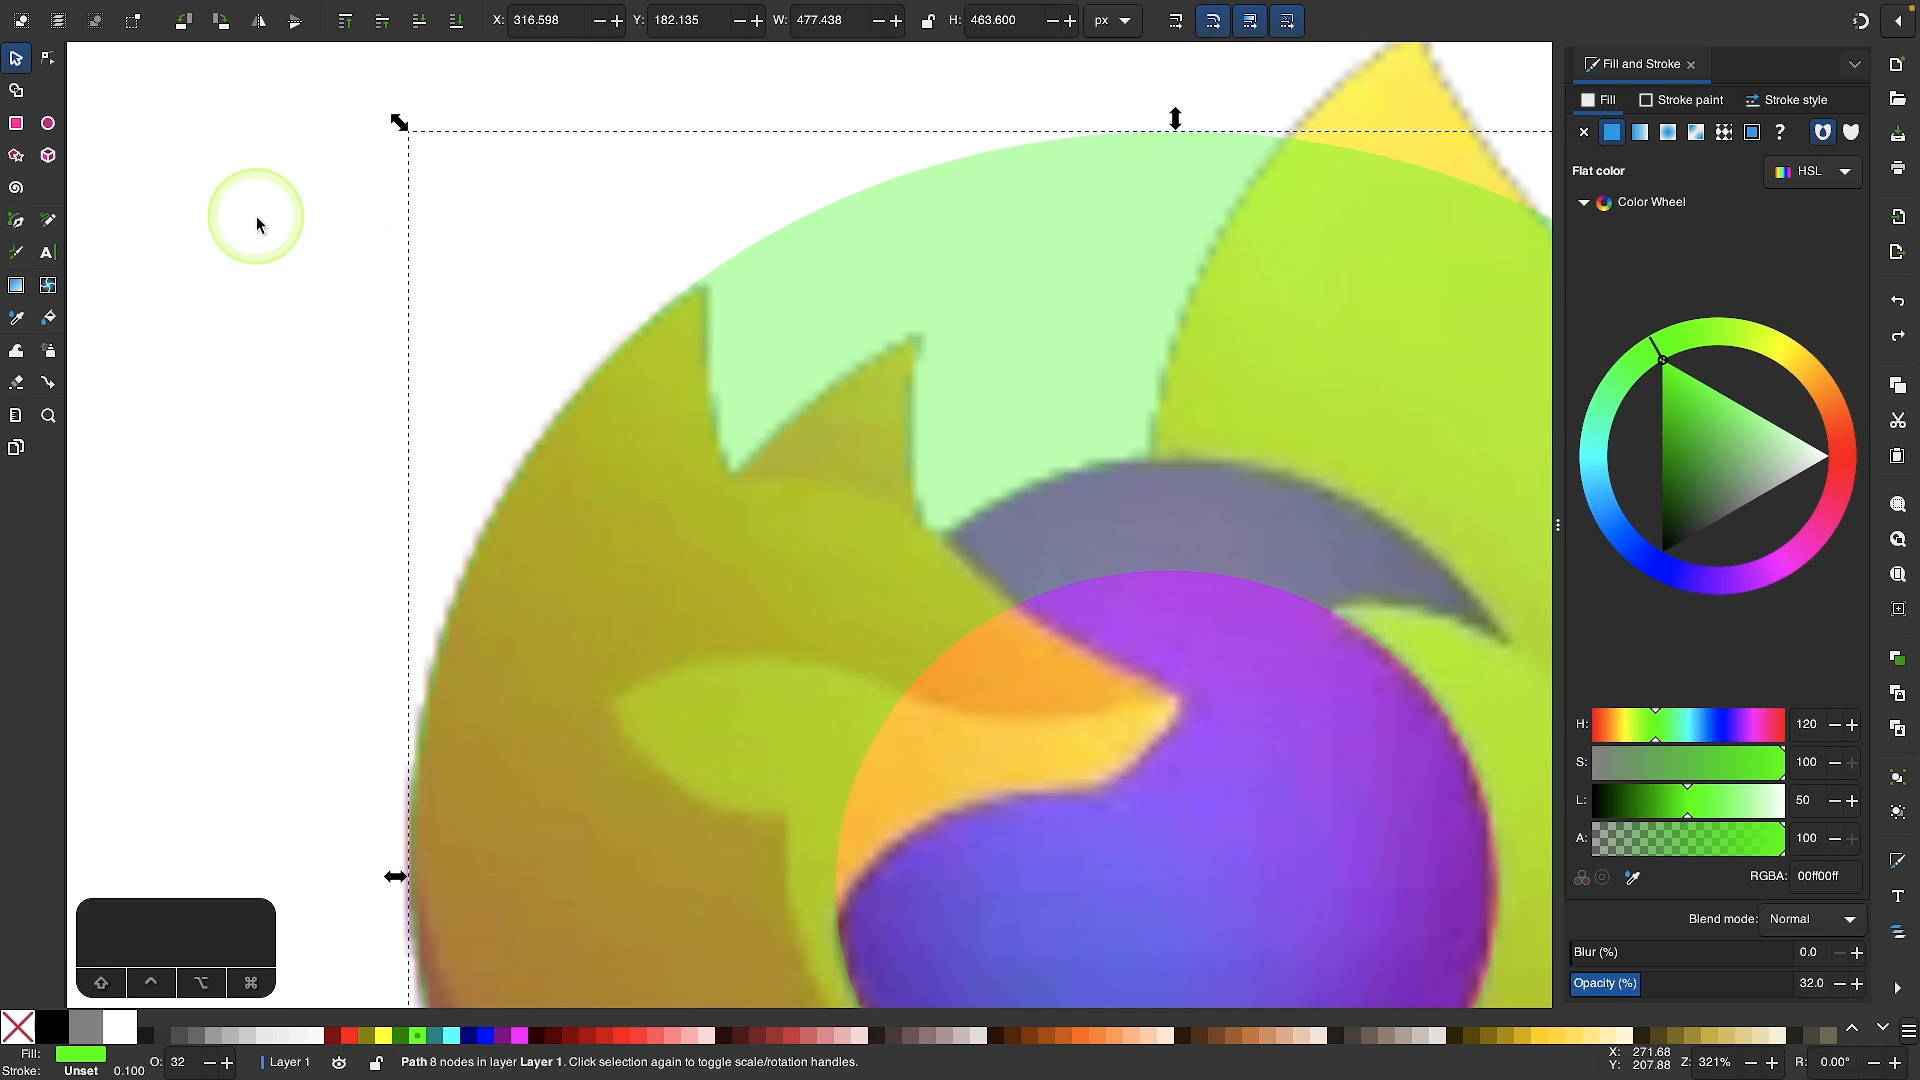 X: 316.598 Y: 182.135 W: 477.438 H: 463.600 px
Fill and Stroke
Fill Stroke paint Stroke style
?
Flat color HSL
Color Wheel
H: 120
S: 100
L: 50
A: 100
RGBA: 00ff00ff
Blend mode: Normal
Blur (%) 0.0
Opacity (%) 32.0
Fill: O: 32 Layer 1 Path 8 nodes in layer Layer 1. Click selection again to toggle scale/rotation handles. X: 271.68 Z: 321% R: 0.00°
Stroke: Unset 0.100 Y: 207.88